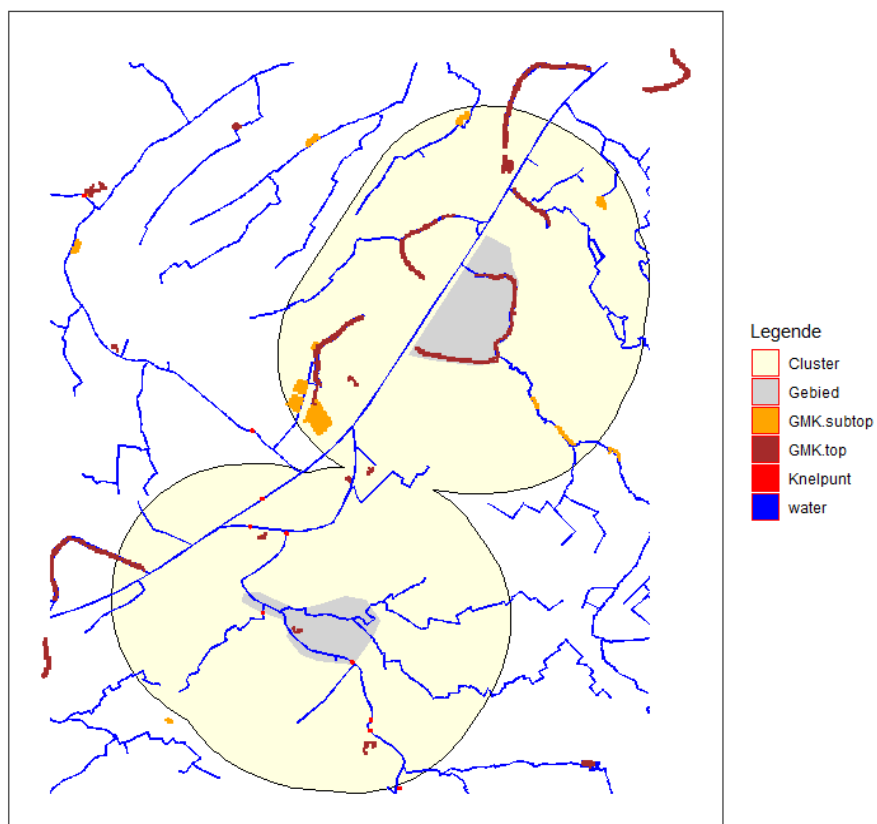 Legende
Cluster
Gebied
GMK.subtop
GMK.top
Knelpunt
water